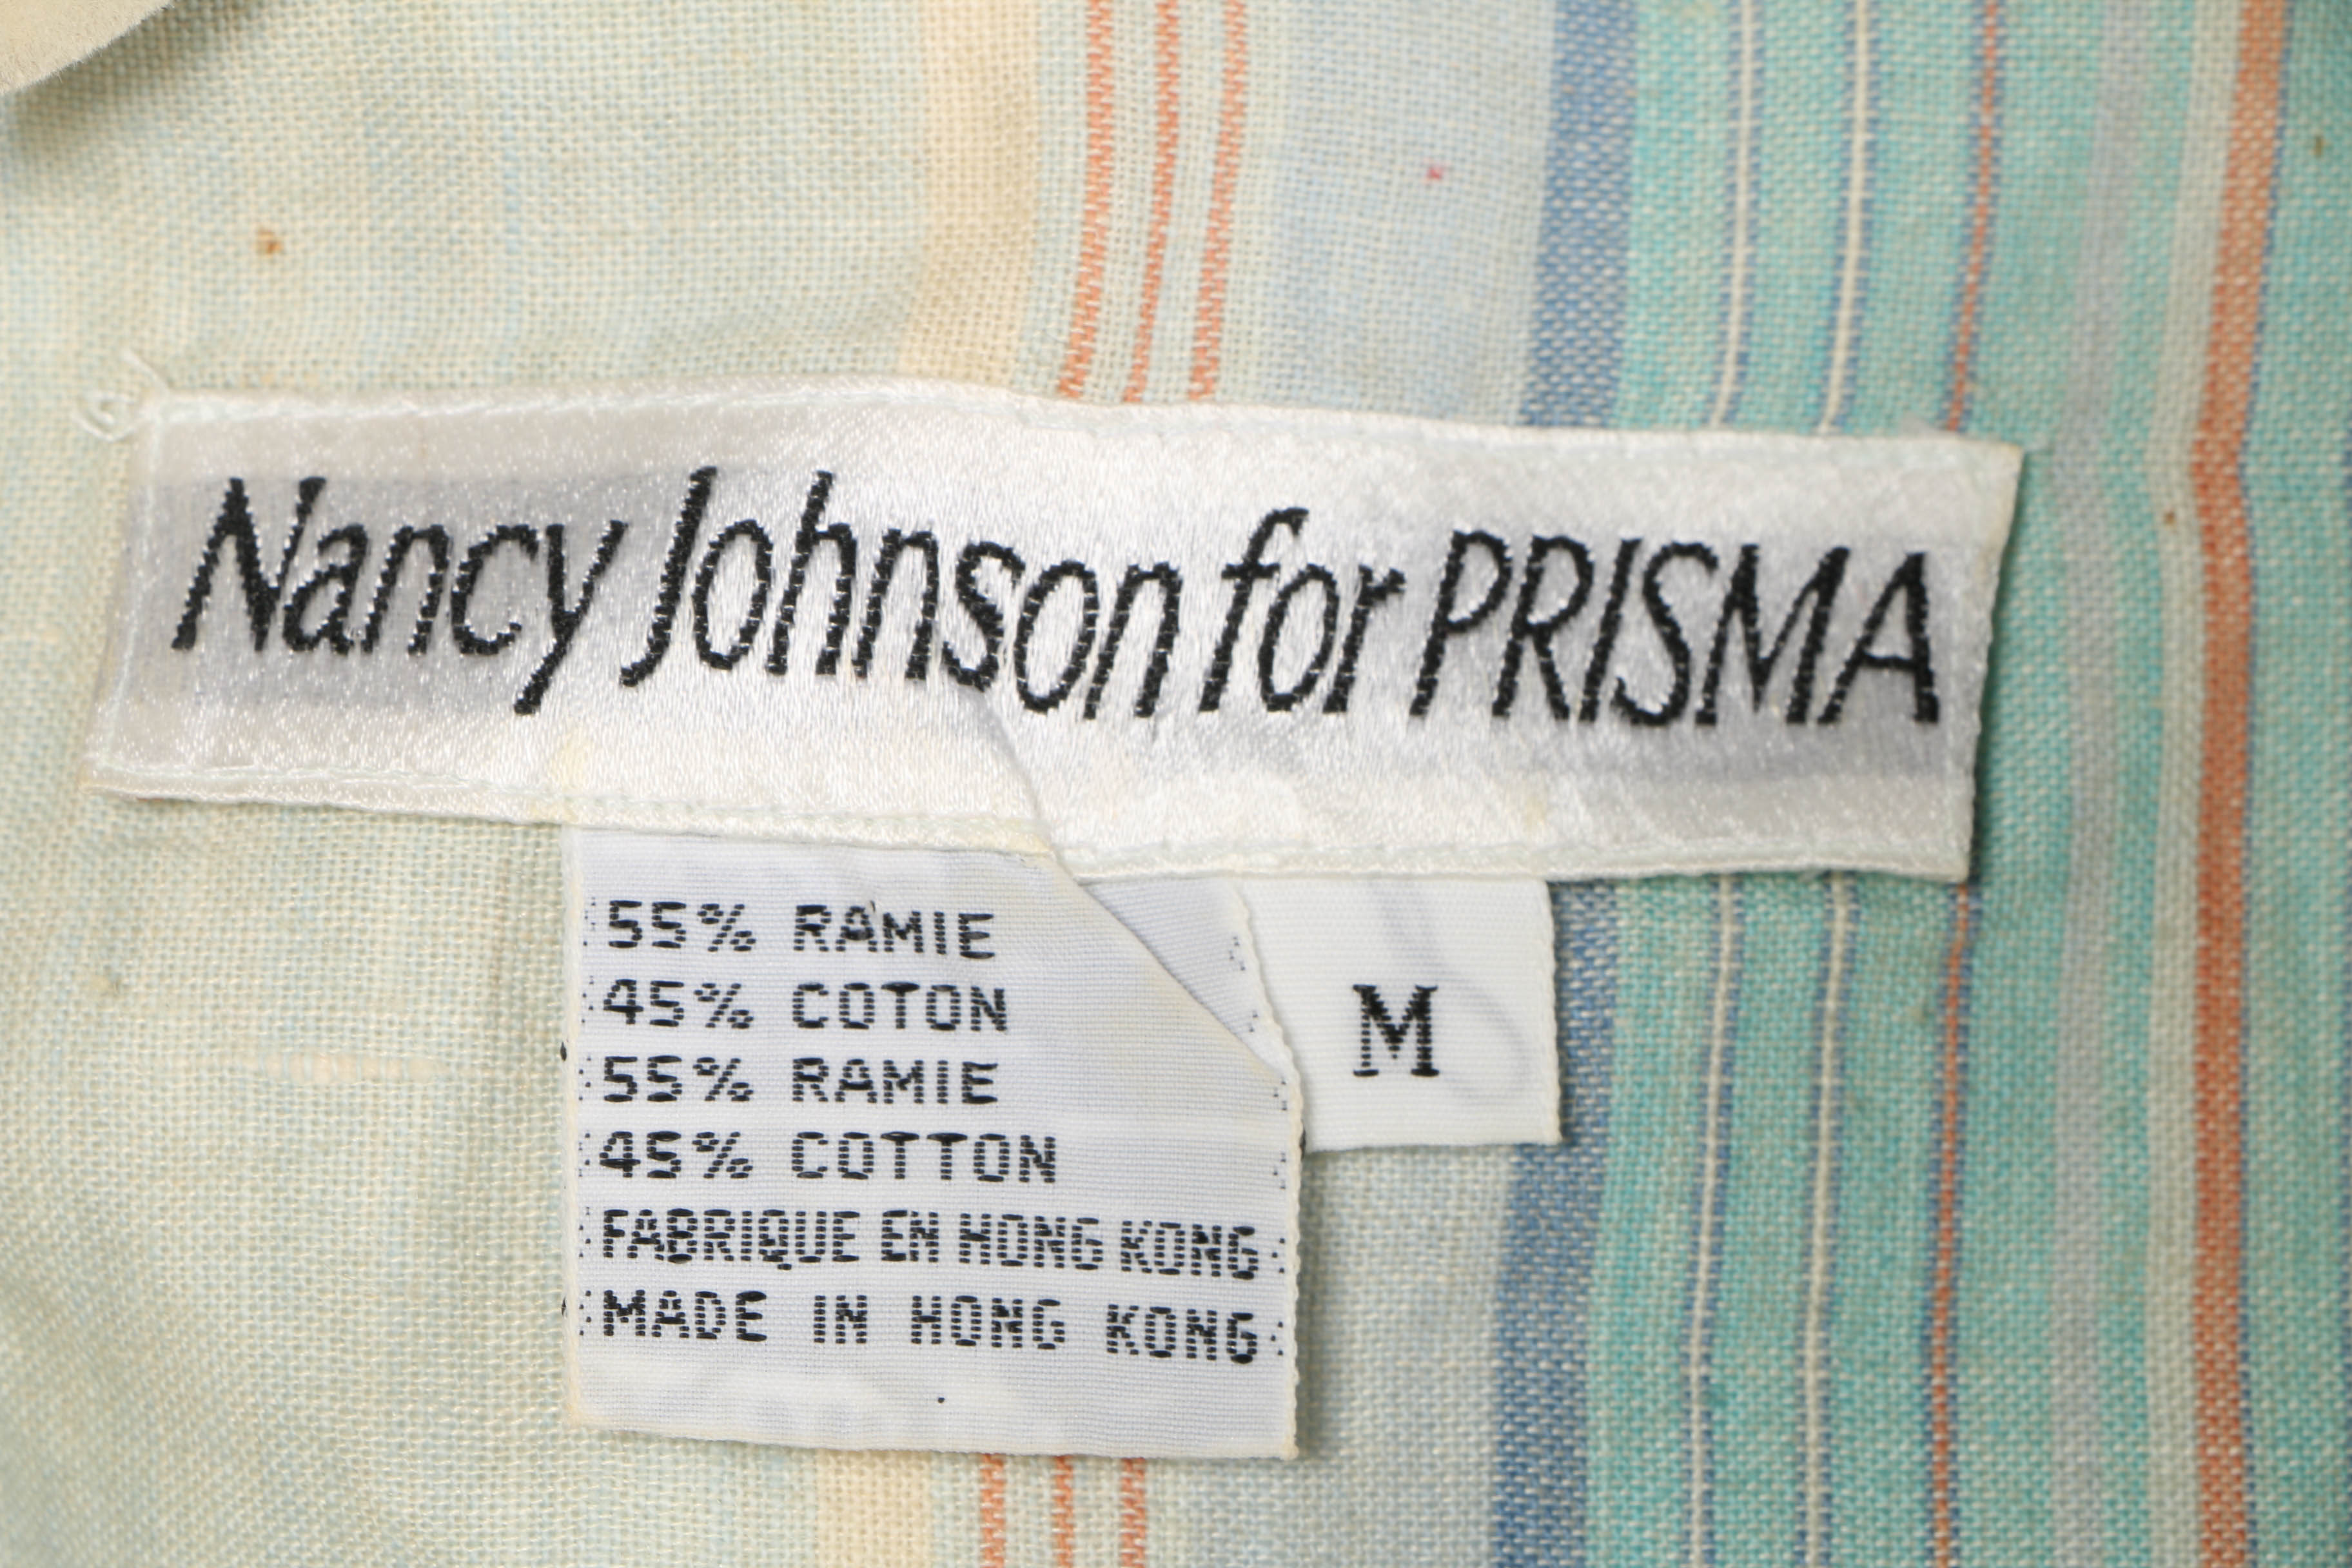 Nancy Johnson for PRISMA
55% RAMIE
45% COTON
55% RAMIE
45% COTTON
FABRIQUE EN HONG KONG
MADE IN HONG KONG
M